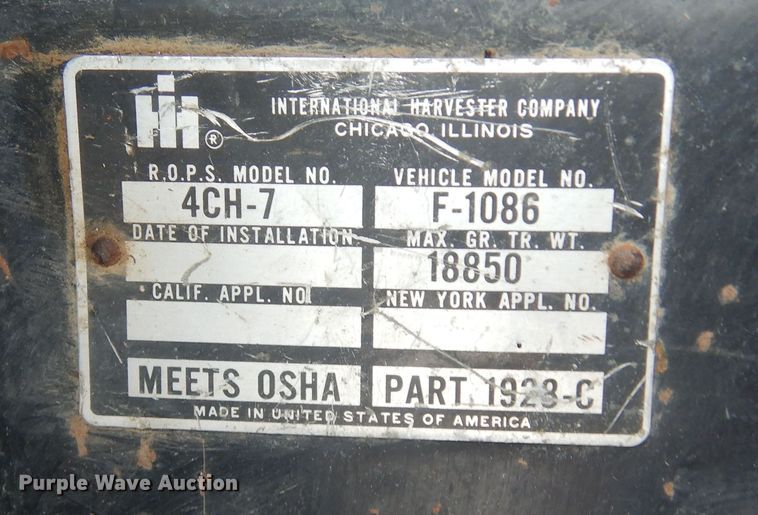 IH ®
INTERNATIONAL HARVESTER COMPANY
CHICAGO, ILLINOIS
R.O.P.S. MODEL NO. VEHICLE MODEL NO.
4CH-7 F-1086
DATE OF INSTALLATION MAX. GR. TR. WT.
18850
CALIF. APPL. NO. NEW YORK APPL. NO.
MEETS OSHA PART 1928-C
MADE IN UNITED STATES OF AMERICA
Purple Wave Auction